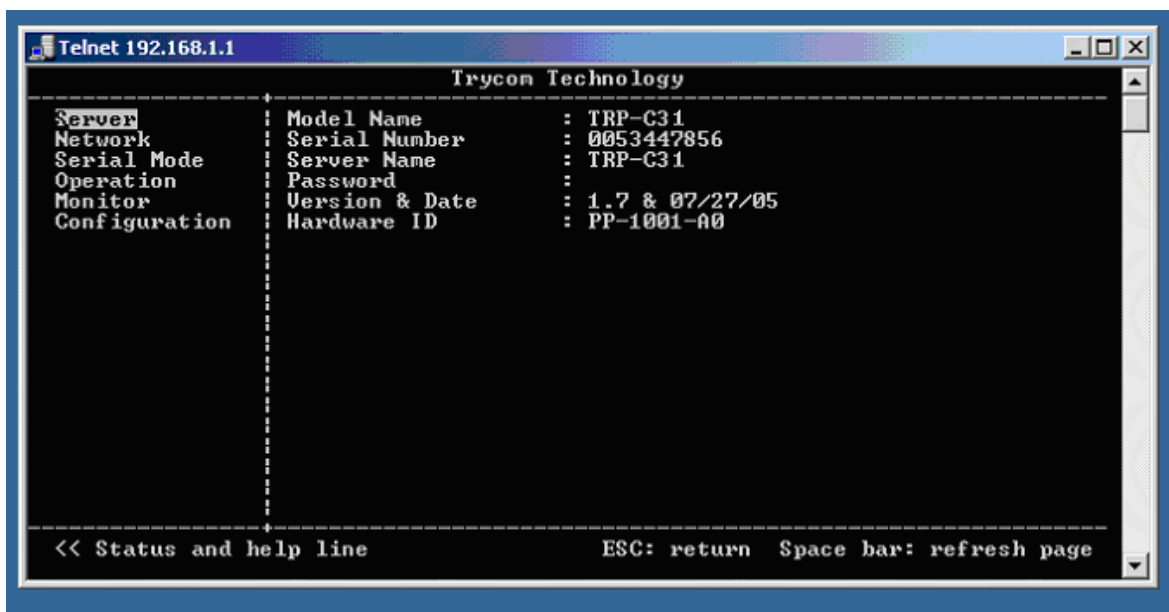 Telnet 192.168.1.1
Trycom Technology
Server Model Name : TRP-C31
Network Serial Number : 0053447856
Serial Mode Server Name : TRP-C31
Operation Password :
Monitor Version & Date : 1.7 & 07/27/05
Configuration Hardware ID : PP-1001-A0
<< Status and help line ESC: return Space bar: refresh page